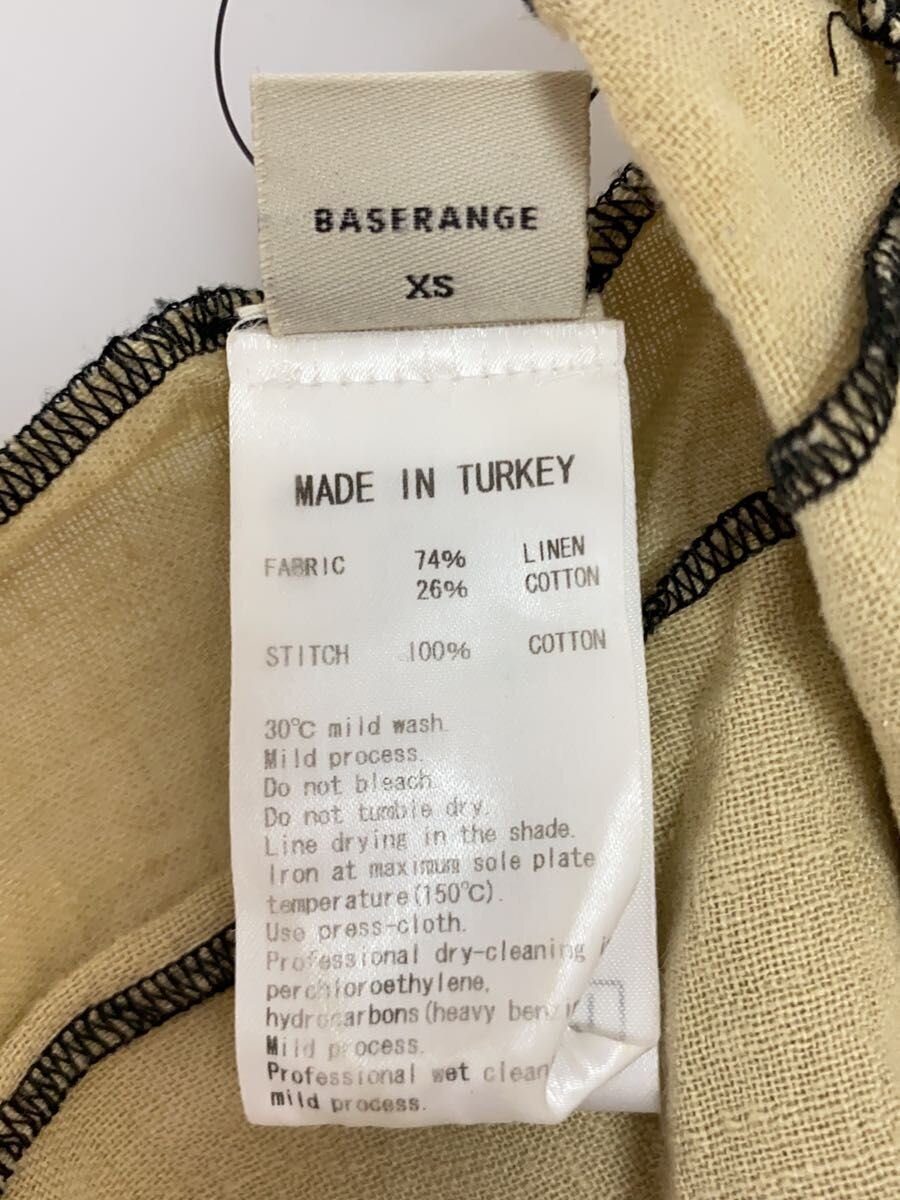 BASERANGE
XS
MADE IN TURKEY
FABRIC 74% LINEN
26% COTTON
STITCH 100% COTTON
30℃ mild wash.
Mild process.
Do not bleach.
Do not tumble dry.
Line drying in the shade.
Iron at maximum sole plate
temperature(150℃).
Use press-cloth.
Professional dry-cleaning
perchloroethylene,
hydrocarbons(heavy
Mild process.
Professional wet clean
mild process.